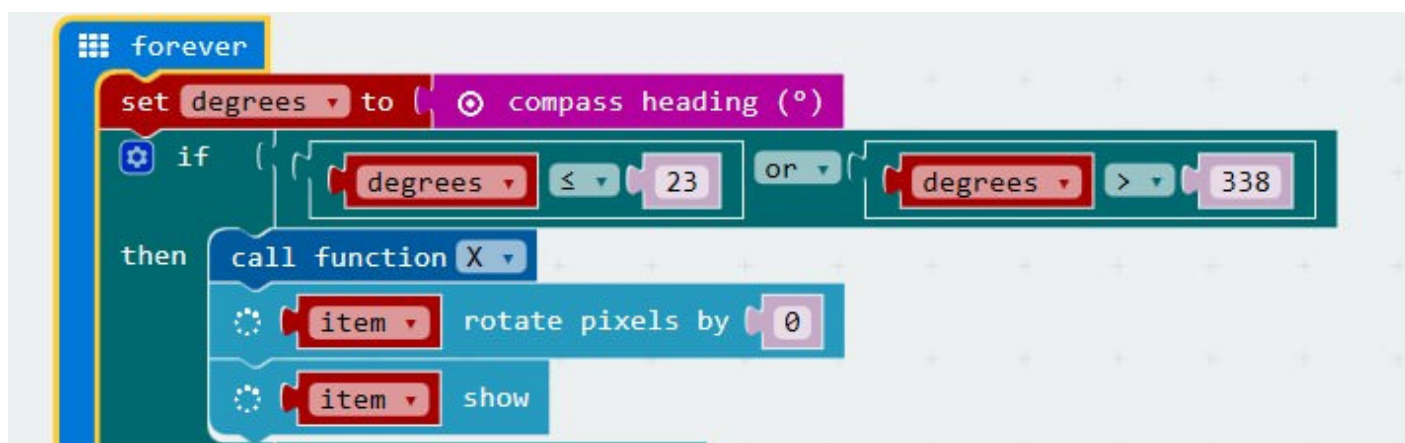 forever
set degrees to compass heading (°)
if degrees ≤ 23 or degrees > 338
then call function X
item rotate pixels by 0
item show